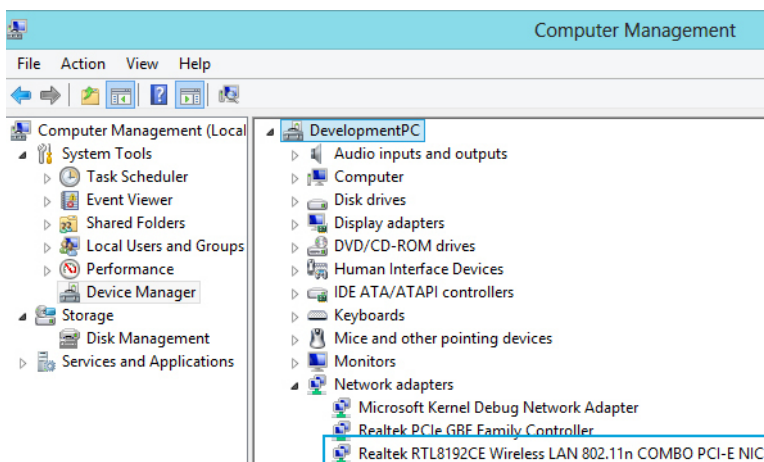 Computer Management
File Action View Help
Computer Management (Local
System Tools
Task Scheduler
Event Viewer
Shared Folders
Local Users and Groups
Performance
Device Manager
Storage
Disk Management
Services and Applications
DevelopmentPC
Audio inputs and outputs
Computer
Disk drives
Display adapters
DVD/CD-ROM drives
Human Interface Devices
IDE ATA/ATAPI controllers
Keyboards
Mice and other pointing devices
Monitors
Network adapters
Microsoft Kernel Debug Network Adapter
Realtek PCIe GBE Family Controller
Realtek RTL8192CE Wireless LAN 802.11n COMBO PCI-E NIC